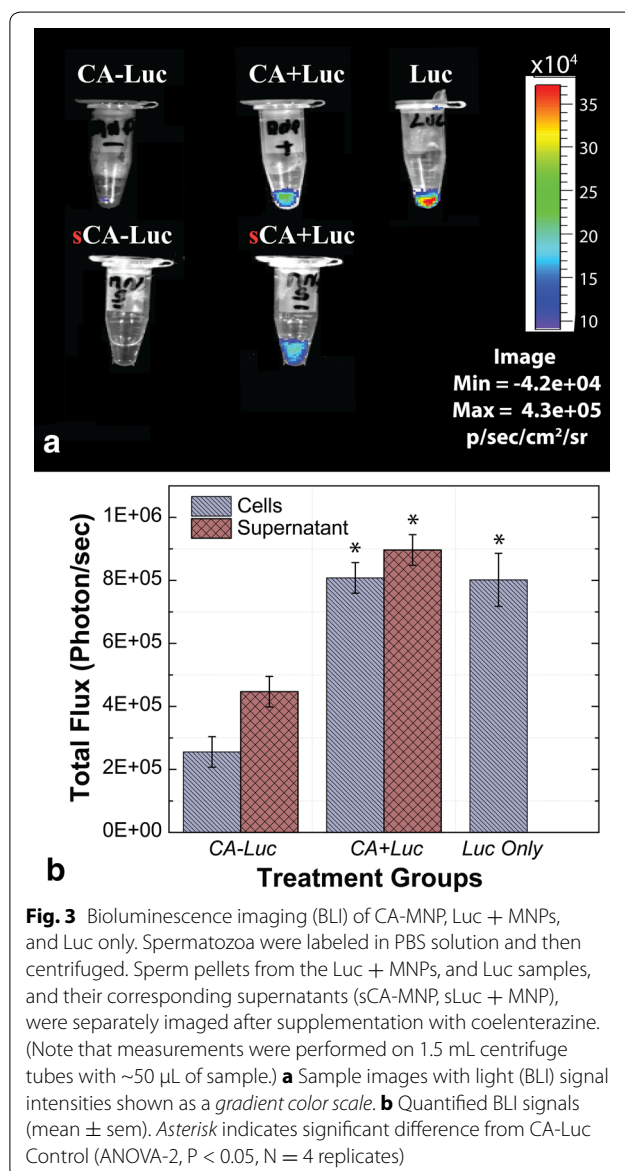 CA-Luc CA+Luc Luc
x10⁴
35
30
25
20
15
10
sCA-Luc sCA+Luc
Image
Min = -4.2e+04
Max = 4.3e+05
p/sec/cm²/sr
a
Cells
Supernatant
* * *
1E+06
8E+05
6E+05
4E+05
2E+05
0E+00
Total Flux (Photon/sec)
CA-Luc CA+Luc Luc Only
Treatment Groups
b
Fig. 3 Bioluminescence imaging (BLI) of CA-MNP, Luc + MNPs,
and Luc only. Spermatozoa were labeled in PBS solution and then
centrifuged. Sperm pellets from the Luc + MNPs, and Luc samples,
and their corresponding supernatants (sCA-MNP, sLuc + MNP),
were separately imaged after supplementation with coelenterazine.
(Note that measurements were performed on 1.5 mL centrifuge
tubes with ~50 μL of sample.) a Sample images with light (BLI) signal
intensities shown as a gradient color scale. b Quantified BLI signals
(mean ± sem). Asterisk indicates significant difference from CA-Luc
Control (ANOVA-2, P < 0.05, N = 4 replicates)